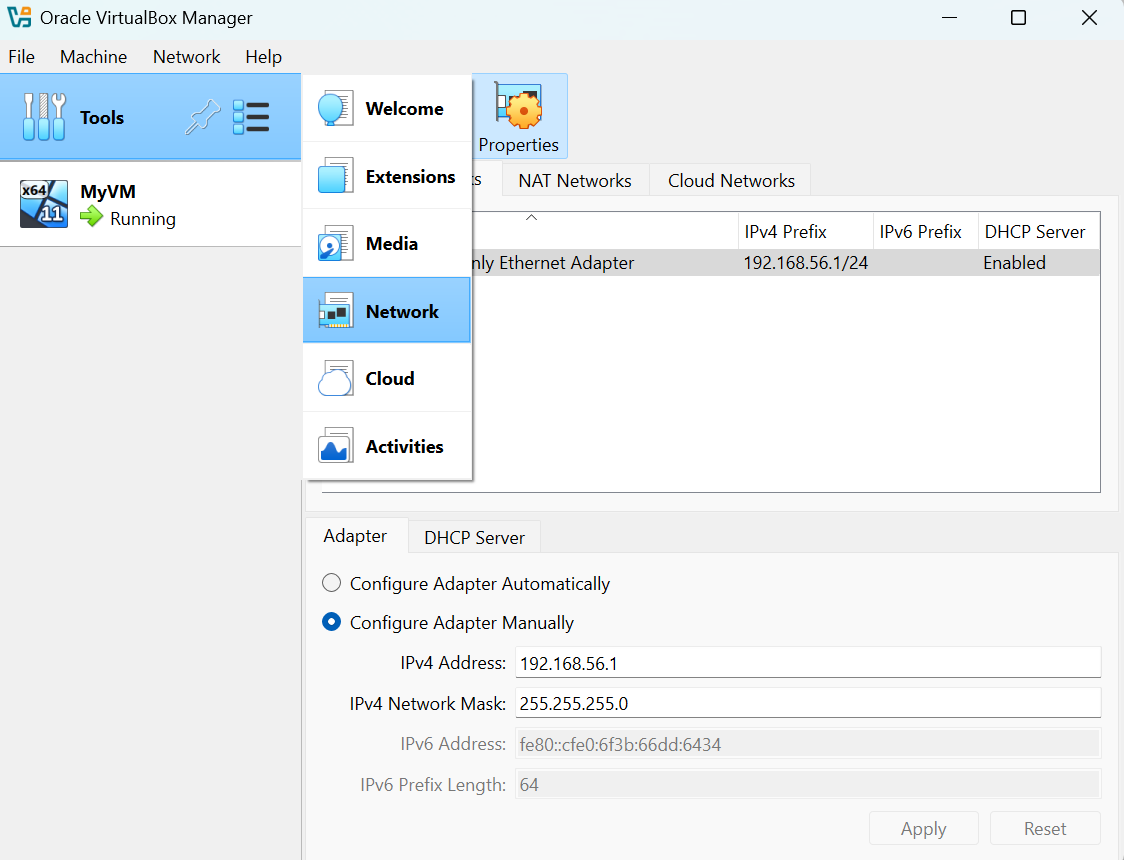 Oracle VirtualBox Manager
File Machine Network Help
Tools
MyVM
Running
x64
11
Welcome
Extensions
Media
Network
Cloud
Activities
Properties
NAT Networks Cloud Networks
IPv4 Prefix IPv6 Prefix DHCP Server
Ethernet Adapter 192.168.56.1/24 Enabled
Adapter DHCP Server
Configure Adapter Automatically
Configure Adapter Manually
IPv4 Address: 192.168.56.1
IPv4 Network Mask: 255.255.255.0
IPv6 Address: fe80::cfe0:6f3b:66dd:6434
IPv6 Prefix Length: 64
Apply Reset